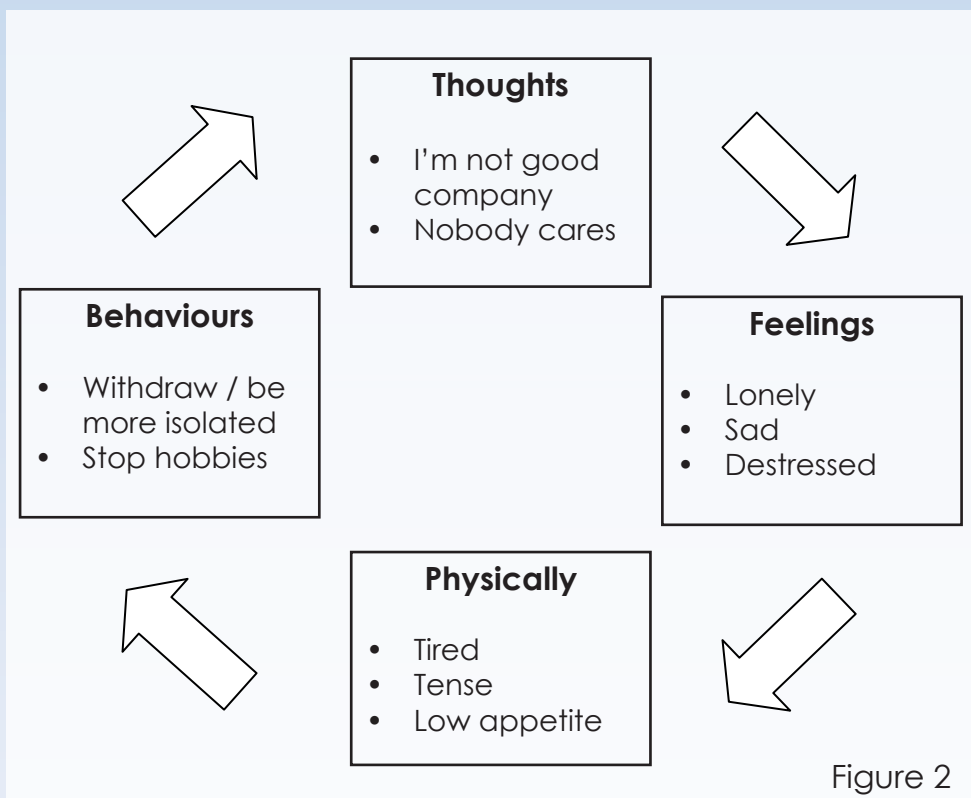 Thoughts
• I'm not good
company
• Nobody cares
Behaviours
• Withdraw / be
more isolated
• Stop hobbies
Feelings
• Lonely
• Sad
• Destressed
Physically
• Tired
• Tense
• Low appetite
Figure 2